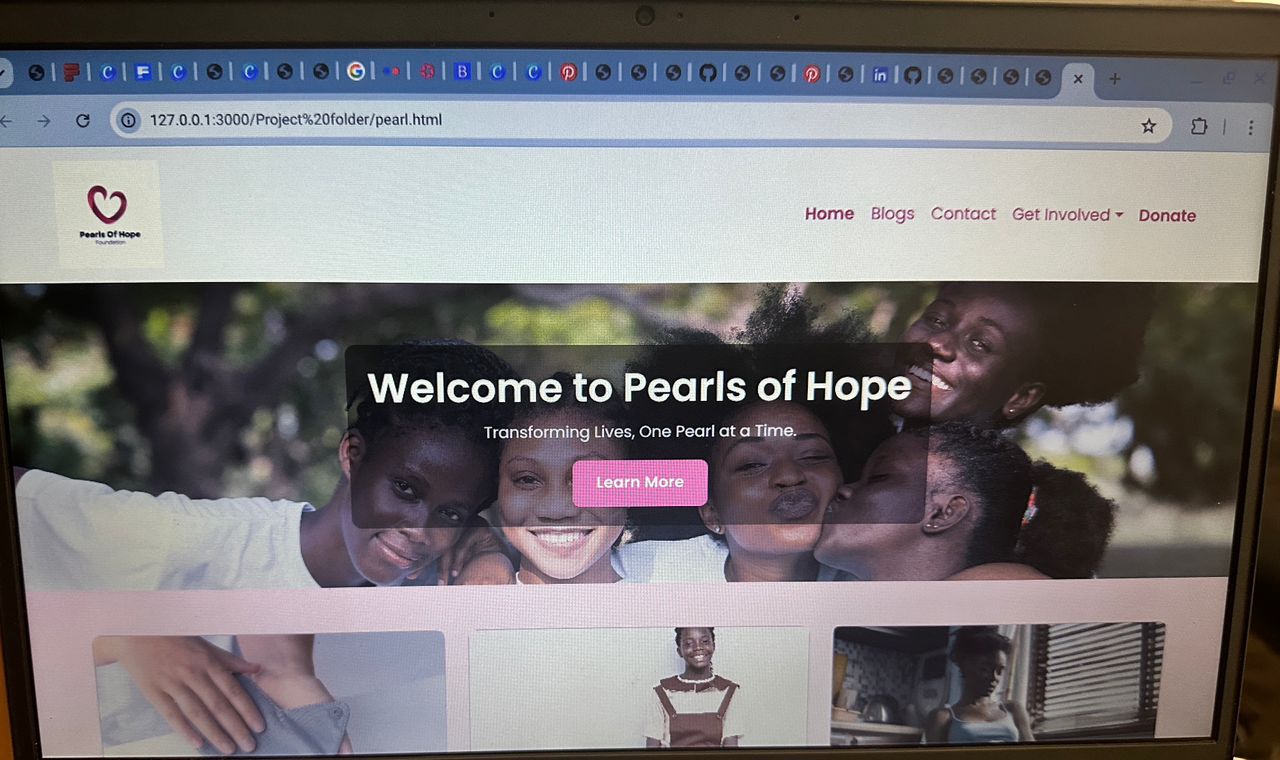 127.0.0.1:3000/Project%20folder/pearl.html
Pearls Of Hope
Foundation
Home Blogs Contact Get Involved Donate
Welcome to Pearls of Hope
Transforming Lives, One Pearl at a Time.
Learn More